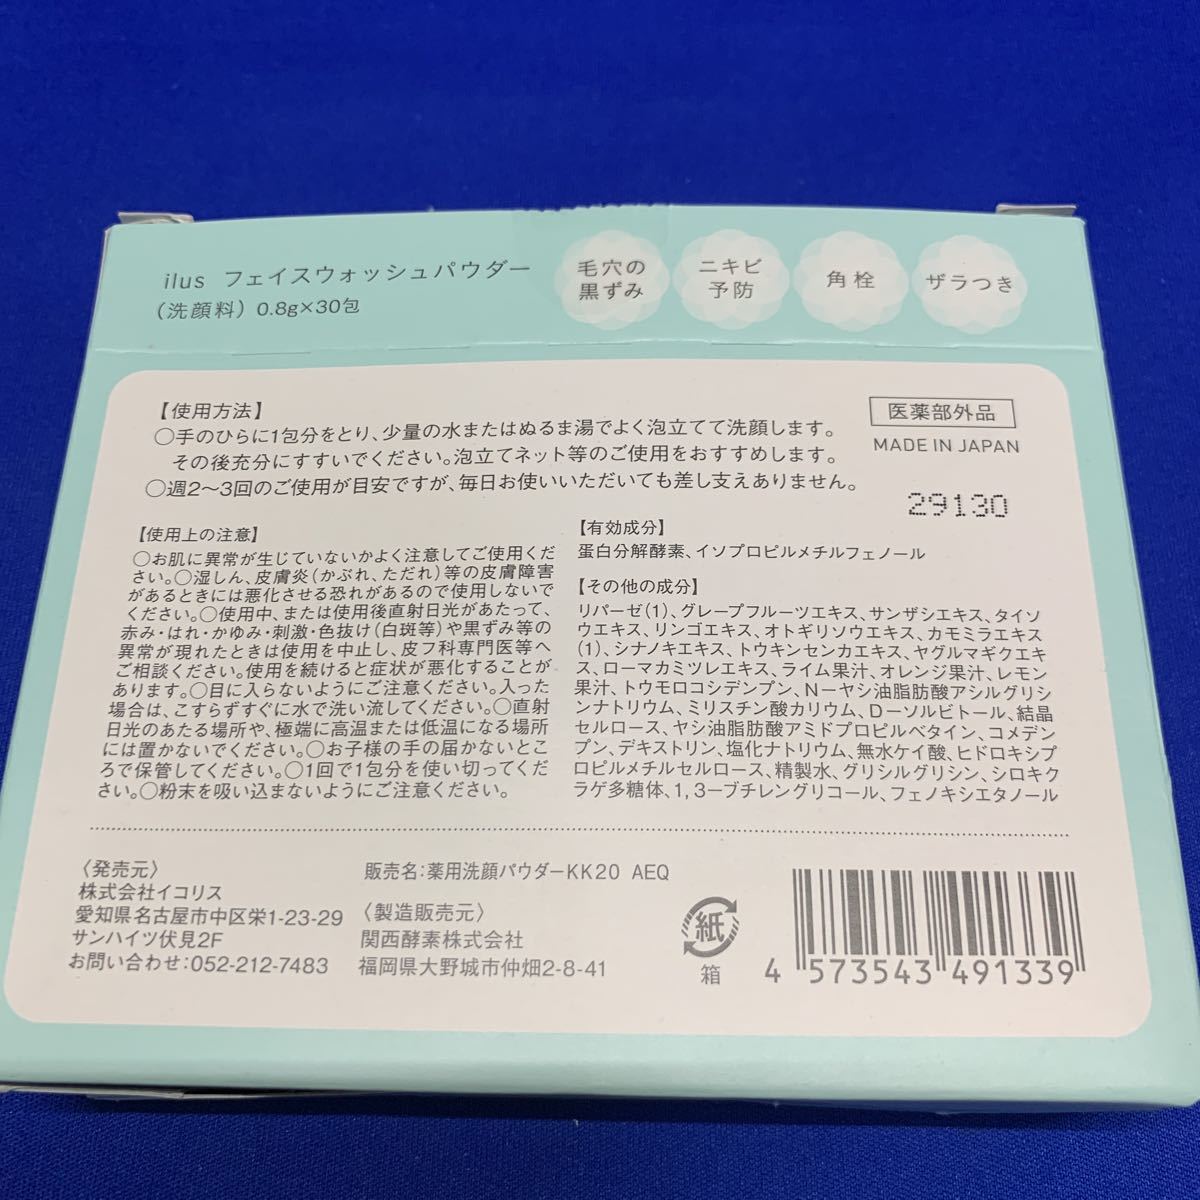 ilus フェイスウォッシュパウダー
(洗顔料) 0.8g×30包
毛穴の
黒ずみ
ニキビ
予防
角栓
ザラつき
【使用方法】
○手のひらに1包分をとり、少量の水またはぬるま湯でよく泡立てて洗顔します。
その後充分にすすいでください。泡立てネット等のご使用をおすすめします。
○週2〜3回のご使用が目安ですが、毎日お使いいただいても差し支えありません。
医薬部外品
MADE IN JAPAN
29130
【使用上の注意】
○お肌に異常が生じていないかよく注意してご使用くだ
さい。○湿しん、皮膚炎(かぶれ、ただれ)等の皮膚障害
があるときには悪化させる恐れがあるので使用しないで
ください。○使用中、または使用後直射日光があたって、
赤み・はれ・かゆみ・刺激・色抜け(白斑等)や黒ずみ等の
異常が現れたときは使用を中止し、皮フ科専門医等へ
ご相談ください。使用を続けると症状が悪化することが
あります。○目に入らないようにご注意ください。入った
場合は、こすらずすぐに水で洗い流してください。○直射
日光のあたる場所や、極端に高温または低温になる場所
には置かないでください。○お子様の手の届かないとこ
ろで保管してください。○1回で1包分を使い切ってくだ
さい。○粉末を吸い込まないようにご注意ください。
【有効成分】
蛋白分解酵素、イソプロピルメチルフェノール
【その他の成分】
リパーゼ(1)、グレープフルーツエキス、サンザシエキス、タイソ
ウエキス、リンゴエキス、オトギリソウエキス、カモミラエキス
(1)、シナノキエキス、トウキンセンカエキス、ヤグルマギクエキ
ス、ローマカミツレエキス、ライム果汁、オレンジ果汁、レモン
果汁、トウモロコシデンプン、N－ヤシ油脂肪酸アシルグリシ
ンナトリウム、ミリスチン酸カリウム、D－ソルビトール、結晶
セルロース、ヤシ油脂肪酸アミドプロピルベタイン、コメデン
プン、デキストリン、塩化ナトリウム、無水ケイ酸、ヒドロキシプ
ロピルメチルセルロース、精製水、グリシルグリシン、シロキク
ラゲ多糖体、1,3－ブチレングリコール、フェノキシエタノール
〈発売元〉
株式会社イコリス
愛知県名古屋市中区栄1-23-29
サンハイツ伏見2F
お問い合わせ:052-212-7483
販売名:薬用洗顔パウダーKK20 AEQ
〈製造販売元〉
関西酵素株式会社
福岡県大野城市仲畑2-8-41
紙
箱
4 573543 491339